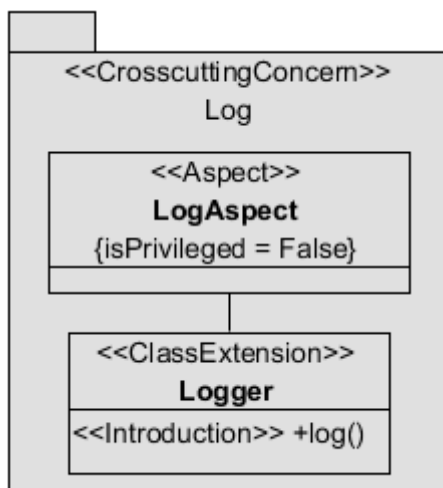 <<CrosscuttingConcern>>
Log
<<Aspect>>
LogAspect
{isPrivileged = False}
<<ClassExtension>>
Logger
<<Introduction>> +log()